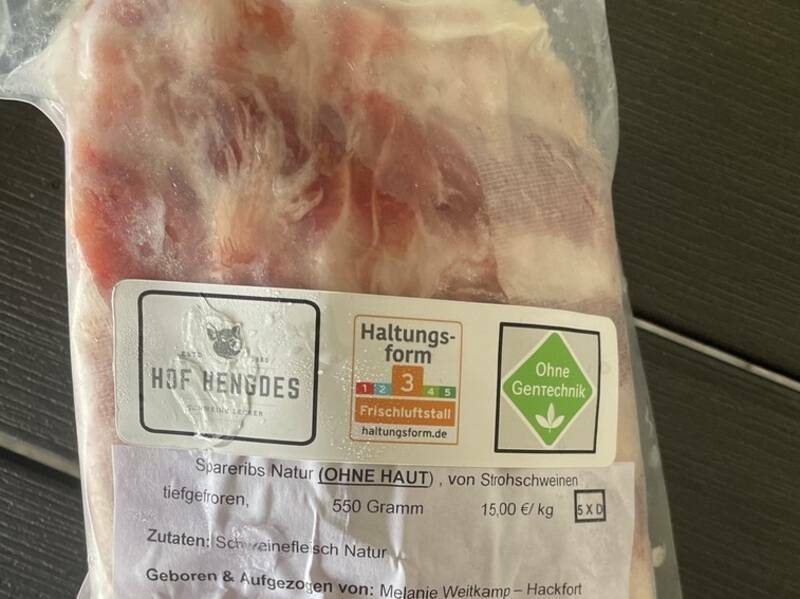 HOF HENGDES
Haltungs-
form
3
1 2 4 5
Frischluftstall
haltungsform.de
Ohne
GenTechnik
Spareribs Natur (OHNE HAUT) , von Strohschweinen
tiefgefroren, 550 Gramm 15,00 €/ kg 5 X D
Zutaten: Schweinefleisch Natur
Geboren & Aufgezogen von: Melanie Weitkamp – Hackfort